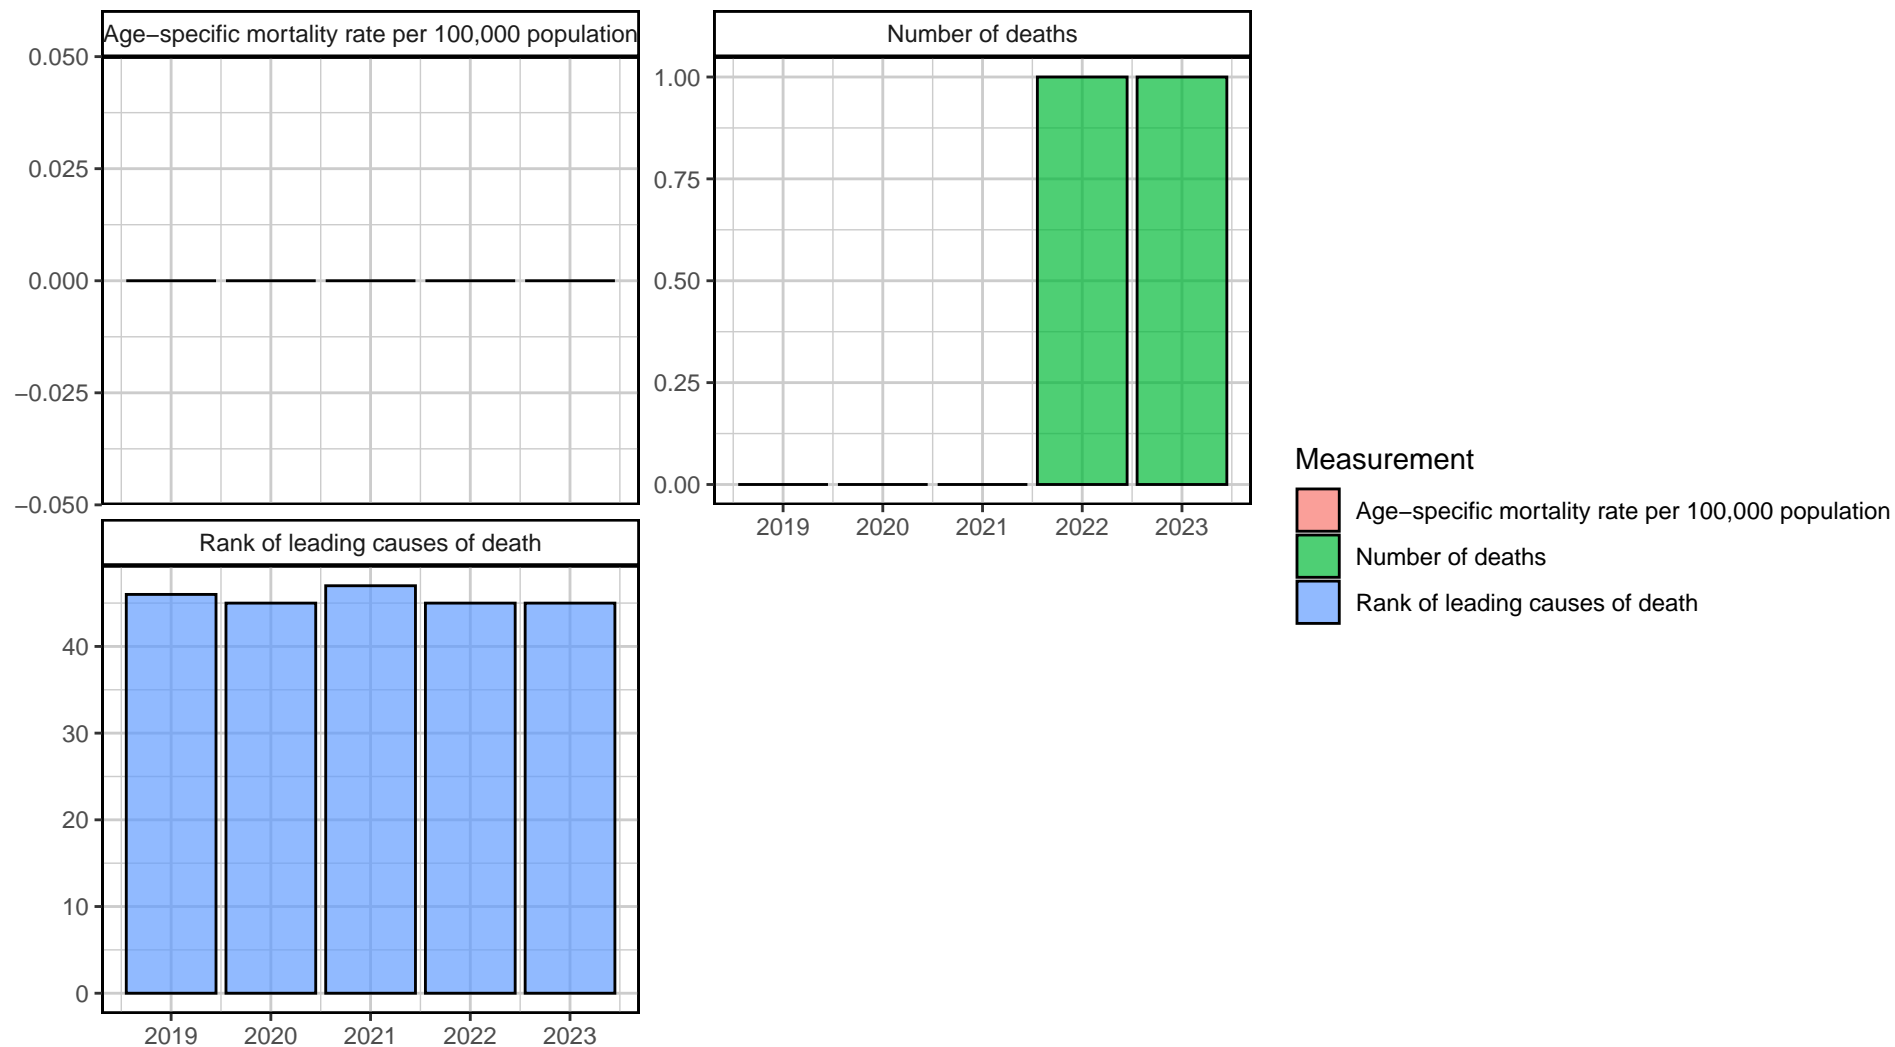 Age−specific mortality rate per 100,000 population
0.050
0.025
0.000
−0.025
−0.050
Number of deaths
1.00
0.75
0.50
0.25
0.00
2019 2020 2021 2022 2023
Rank of leading causes of death
40
30
20
10
0
2019 2020 2021 2022 2023
Measurement
Age−specific mortality rate per 100,000 population
Number of deaths
Rank of leading causes of death